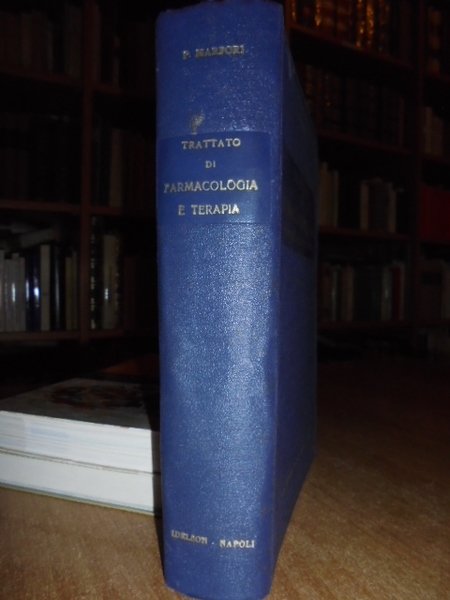 P. MARFORI
TRATTATO
DI
FARMACOLOGIA
E TERAPIA
IDELSON - NAPOLI